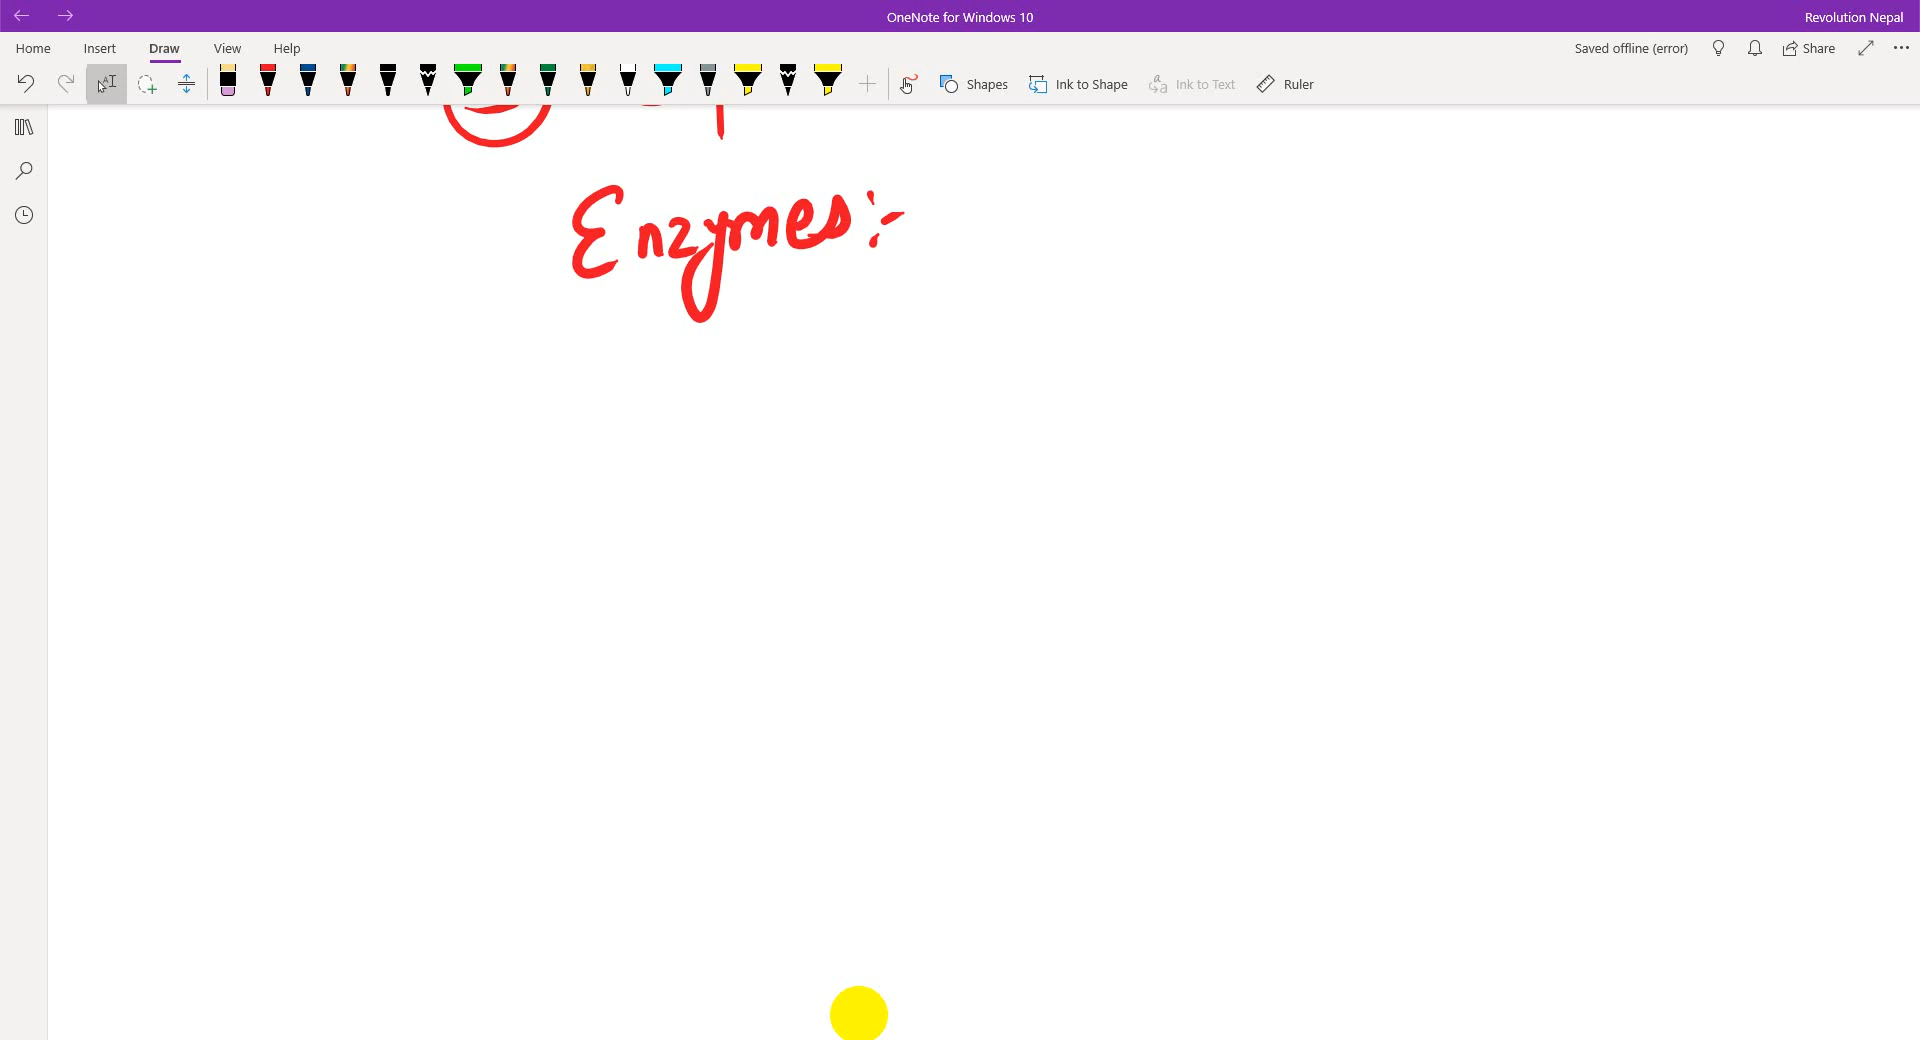 OneNote for Windows 10
Revolution Nepal
Home Insert Draw View Help
Saved offline (error) Share
Shapes Ink to Shape Ink to Text Ruler
Enzymes:-